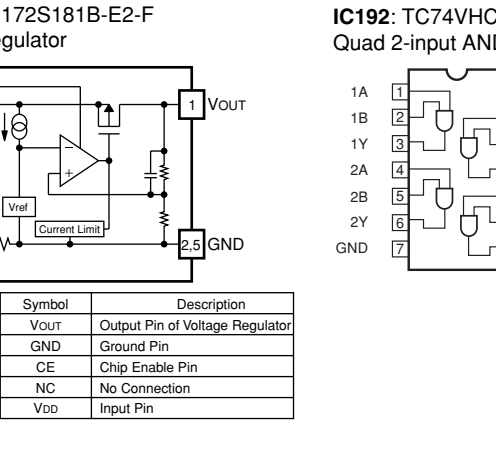 172S181B-E2-F
gulator
1 VOUT
−
+
Vref
Current Limit
2,5 GND
Symbol Description
VOUT Output Pin of Voltage Regulator
GND Ground Pin
CE Chip Enable Pin
NC No Connection
VDD Input Pin
IC192: TC74VHC
Quad 2-input AND
1A 1
1B 2
1Y 3
2A 4
2B 5
2Y 6
GND 7